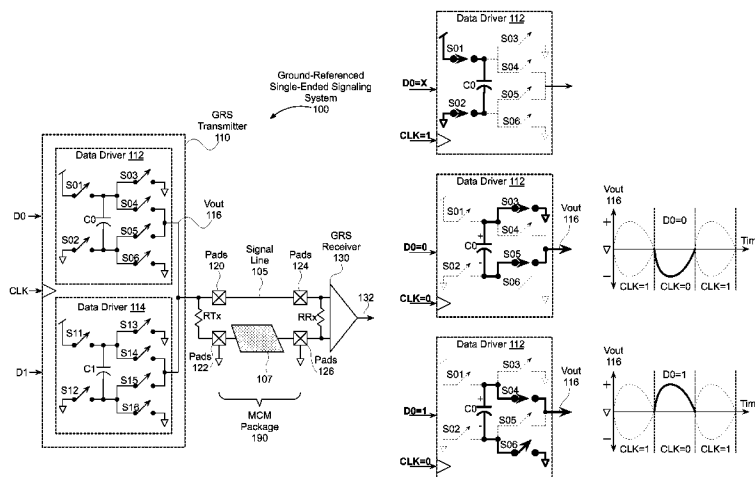 Ground-Referenced
Single-Ended Signaling
System
100
GRS
Transmitter
110
Data Driver 112
S01
S03
S04
C0
S02
S05
S06
D0
CLK
D1
Data Driver 114
S11
S13
S14
C1
S12
S15
S16
Vout
116
Pads
120
Signal
Line
105
Pads
124
GRS
Receiver
130
132
RTx
RRx
Pads
122
107
Pads
126
MCM
Package
190
Data Driver 112
S01
S03
S04
C0
S02
S05
S06
D0=X
CLK=1
Data Driver 112
S01
S03
S04
+
C0
-
S02
S05
S06
D0=0
CLK=0
Vout
116
Vout
116
+
−
D0=0
Tim
CLK=1
CLK=0
CLK=1
Data Driver 112
S01
S03
S04
+
C0
-
S02
S05
S06
D0=1
CLK=0
Vout
116
Vout
116
+
−
D0=1
Tim
CLK=1
CLK=0
CLK=1